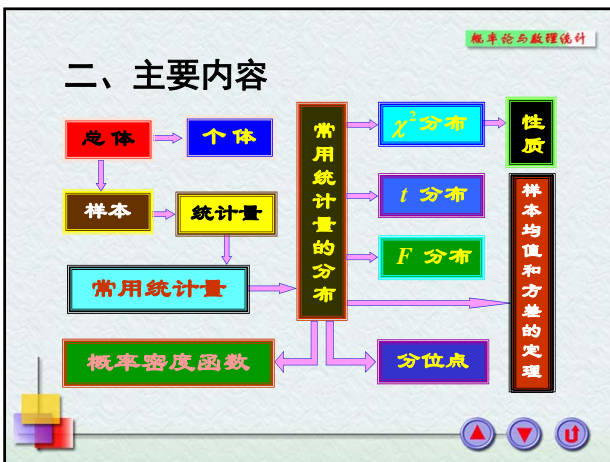 概率论与数理统计
二、主要内容
总体
个体
样本
统计量
常用统计量
常用统计量的分布
χ²分布
性质
t 分布
F 分布
样本均值和方差的定理
概率密度函数
分位点